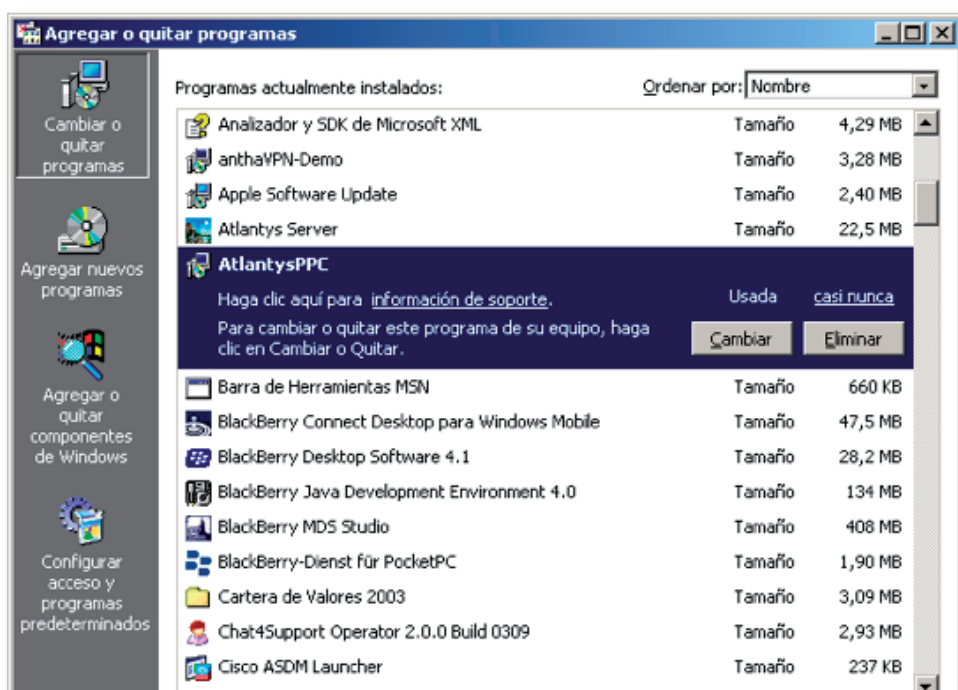 Agregar o quitar programas
Cambiar o
quitar
programas
Agregar nuevos
programas
Agregar o
quitar
componentes
de Windows
Configurar
acceso y
programas
predeterminados
Programas actualmente instalados:
Ordenar por: Nombre
Analizador y SDK de Microsoft XML Tamaño 4,29 MB
anthaVPN-Demo Tamaño 3,28 MB
Apple Software Update Tamaño 2,40 MB
Atlantys Server Tamaño 22,5 MB
AtlantysPPC
Haga clic aquí para información de soporte. Usada casi nunca
Para cambiar o quitar este programa de su equipo, haga
clic en Cambiar o Quitar.
Cambiar Eliminar
Barra de Herramientas MSN Tamaño 660 KB
BlackBerry Connect Desktop para Windows Mobile Tamaño 47,5 MB
BlackBerry Desktop Software 4.1 Tamaño 28,2 MB
BlackBerry Java Development Environment 4.0 Tamaño 134 MB
BlackBerry MDS Studio Tamaño 408 MB
BlackBerry-Dienst für PocketPC Tamaño 1,90 MB
Cartera de Valores 2003 Tamaño 3,09 MB
Chat4Support Operator 2.0.0 Build 0309 Tamaño 2,93 MB
Cisco ASDM Launcher Tamaño 237 KB